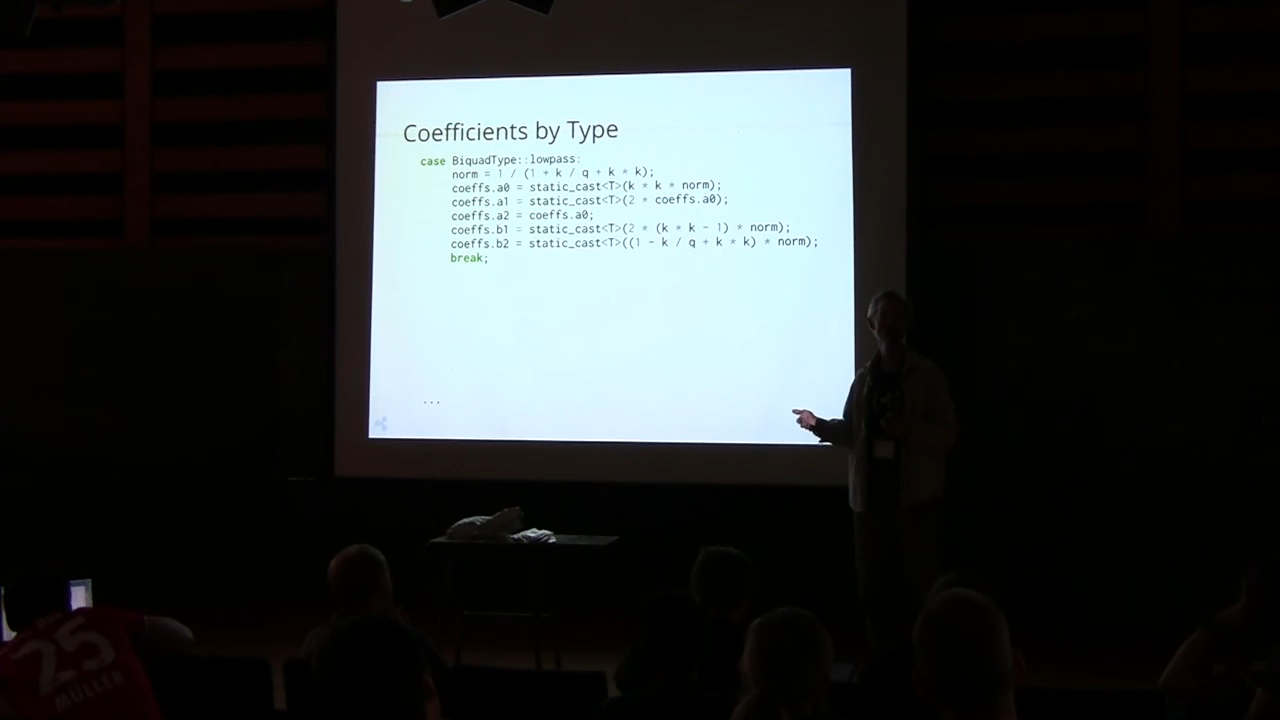 Coefficients by Type
case BiquadType::lowpass:
norm = 1 / (1 + k / q + k * k);
coeffs.a0 = static_cast<T>(k * k * norm);
coeffs.a1 = static_cast<T>(2 * coeffs.a0);
coeffs.a2 = coeffs.a0;
coeffs.b1 = static_cast<T>(2 * (k * k - 1) * norm);
coeffs.b2 = static_cast<T>((1 - k / q + k * k) * norm);
break;
...
25
MÜLLER